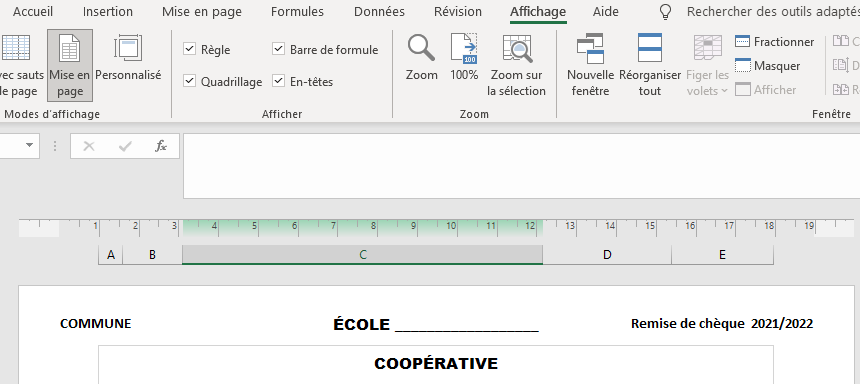 Accueil Insertion Mise en page Formules Données Révision Affichage Aide Rechercher des outils adaptés
Règle Barre de formule Fractionner
vec sauts Mise en Personnalisé Zoom 100% Zoom sur Nouvelle Réorganiser Figer les Masquer
de page page Quadrillage En-têtes la sélection fenêtre tout volets Afficher
Modes d'affichage Afficher Zoom Fenêtre
fx
1 2 3 4 5 6 7 8 9 10 11 12 13 14 15 16 17 18 19
A B C D E
COMMUNE ÉCOLE __________________ Remise de chèque 2021/2022
COOPÉRATIVE